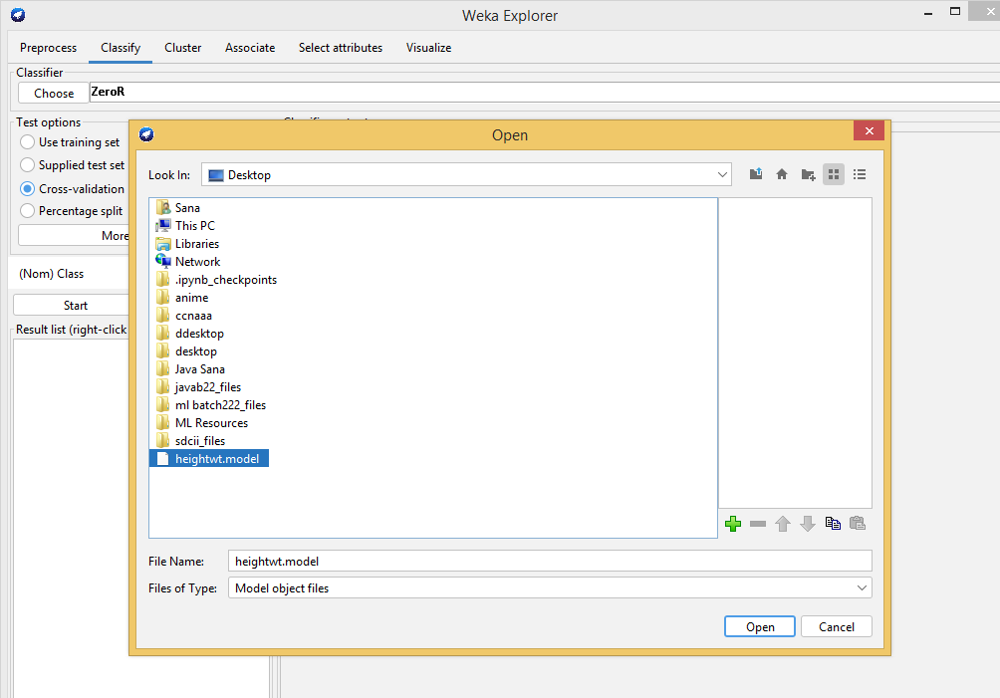 Weka Explorer
Preprocess Classify Cluster Associate Select attributes Visualize
Classifier
Choose ZeroR
Test options
Use training set
Supplied test set
Cross-validation
Percentage split
More
(Nom) Class
Start
Result list (right-click
Open
Look In: Desktop
Sana
This PC
Libraries
Network
.ipynb_checkpoints
anime
ccnaaa
ddesktop
desktop
Java Sana
javab22_files
ml batch222_files
ML Resources
sdcii_files
heightwt.model
File Name: heightwt.model
Files of Type: Model object files
Open Cancel